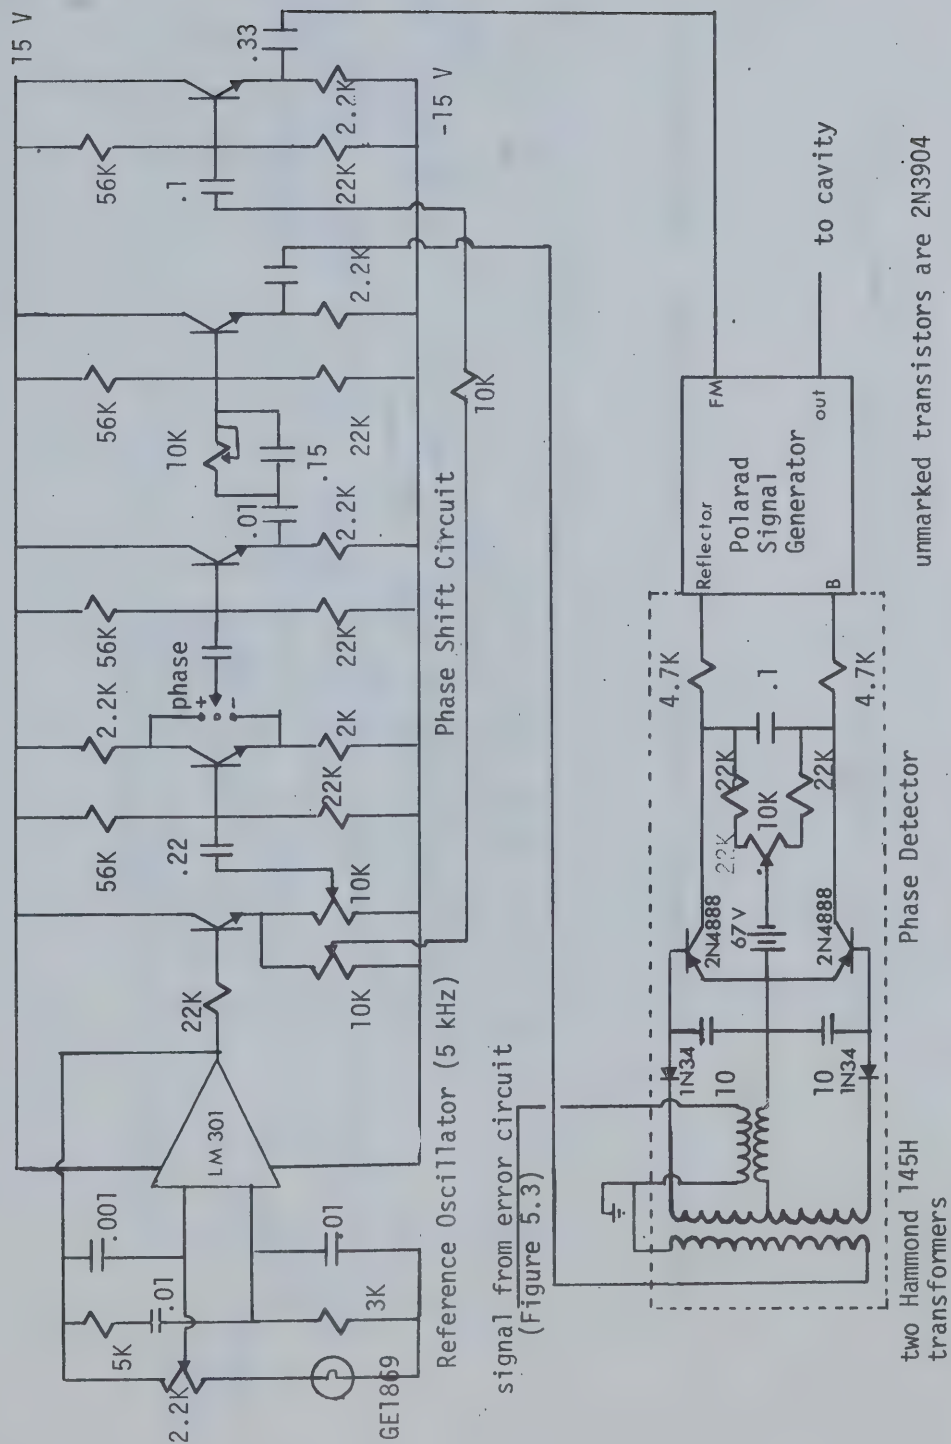 15 V
56K
.1
.33
2.2K
22K
-15 V
56K
10K
.15
2.2K
22K
10K
.01
2.2K
56K
22K
phase
+
-
2.2K
2K
56K
22K
.22
10K
10K
22K
LM 301
.001
.01
5K
2.2K
.01
3K
GE1869
Reference Oscillator (5 kHz)
Phase Shift Circuit
signal from error circuit
(Figure 5.3)
1N34
10
10
1N34
2N4888
67V
2N4888
22K
22K
10K
22K
.1
4.7K
4.7K
Reflector
FM
Polarad
Signal
Generator
B
out
to cavity
two Hammond 145H
transformers
Phase Detector
unmarked transistors are 2N3904